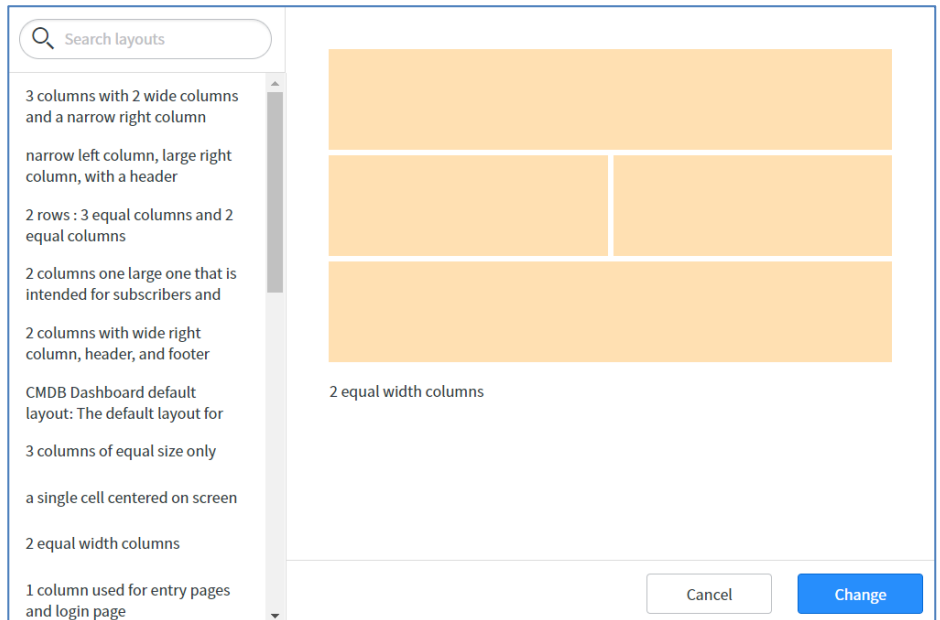 Search layouts
3 columns with 2 wide columns
and a narrow right column
narrow left column, large right
column, with a header
2 rows : 3 equal columns and 2
equal columns
2 columns one large one that is
intended for subscribers and
2 columns with wide right
column, header, and footer
CMDB Dashboard default
layout: The default layout for
3 columns of equal size only
a single cell centered on screen
2 equal width columns
1 column used for entry pages
and login page
2 equal width columns
Cancel
Change